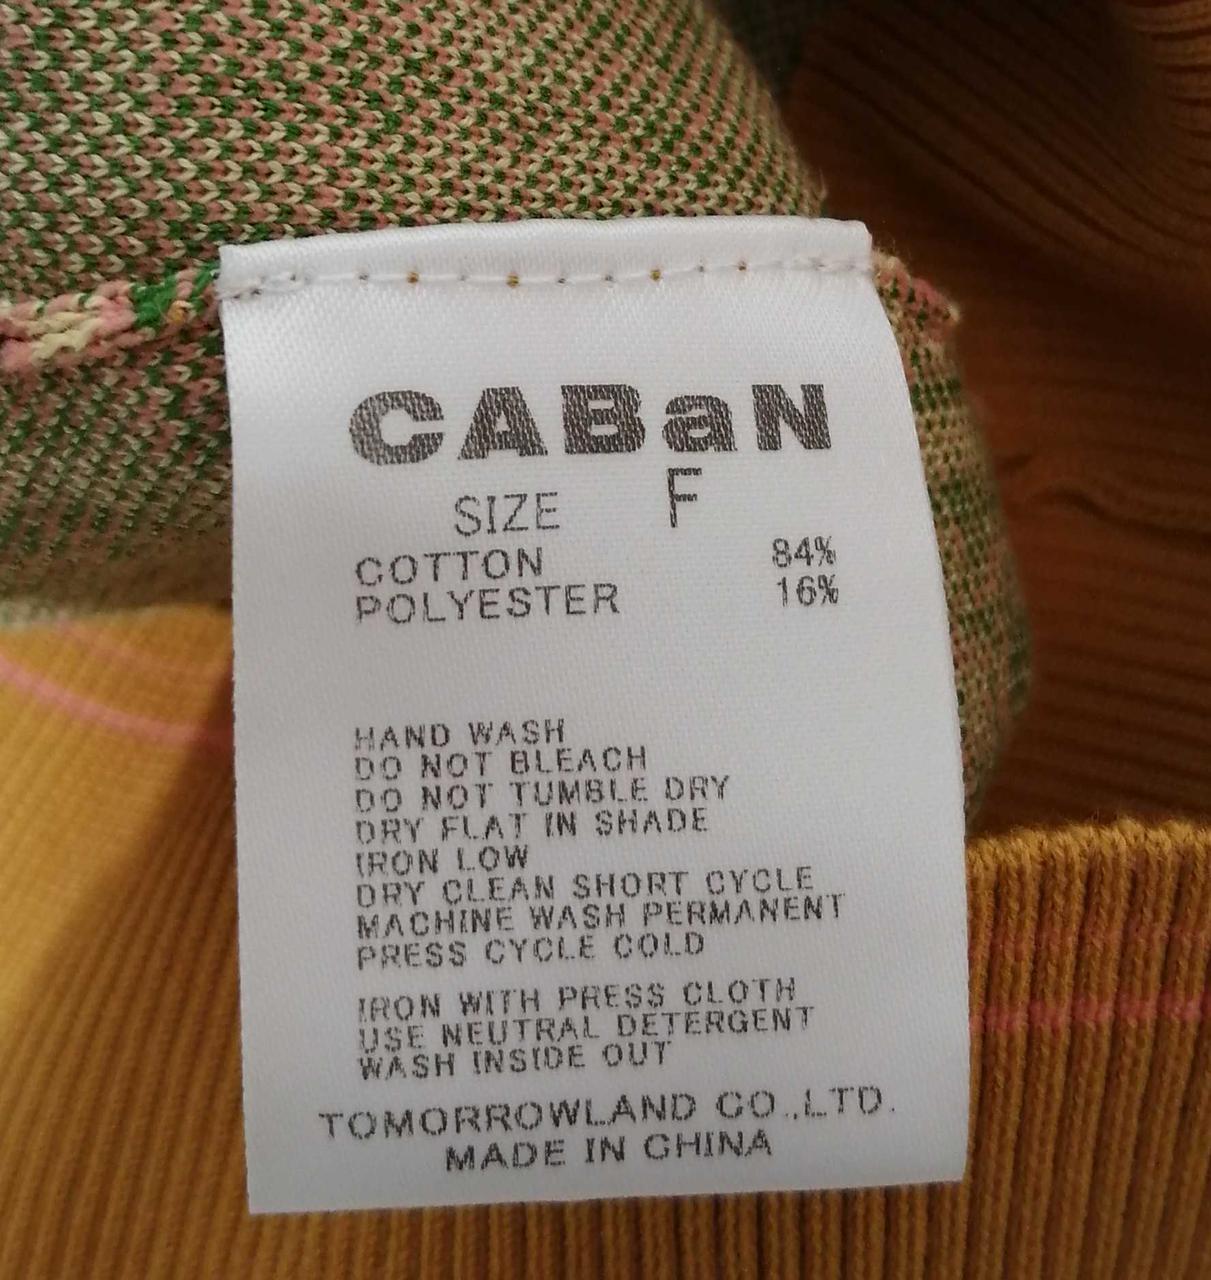 CABaN
SIZE F
COTTON 84%
POLYESTER 16%
HAND WASH
DO NOT BLEACH
DO NOT TUMBLE DRY
DRY FLAT IN SHADE
IRON LOW
DRY CLEAN SHORT CYCLE
MACHINE WASH PERMANENT
PRESS CYCLE COLD
IRON WITH PRESS CLOTH
USE NEUTRAL DETERGENT
WASH INSIDE OUT
TOMORROWLAND CO.,LTD.
MADE IN CHINA